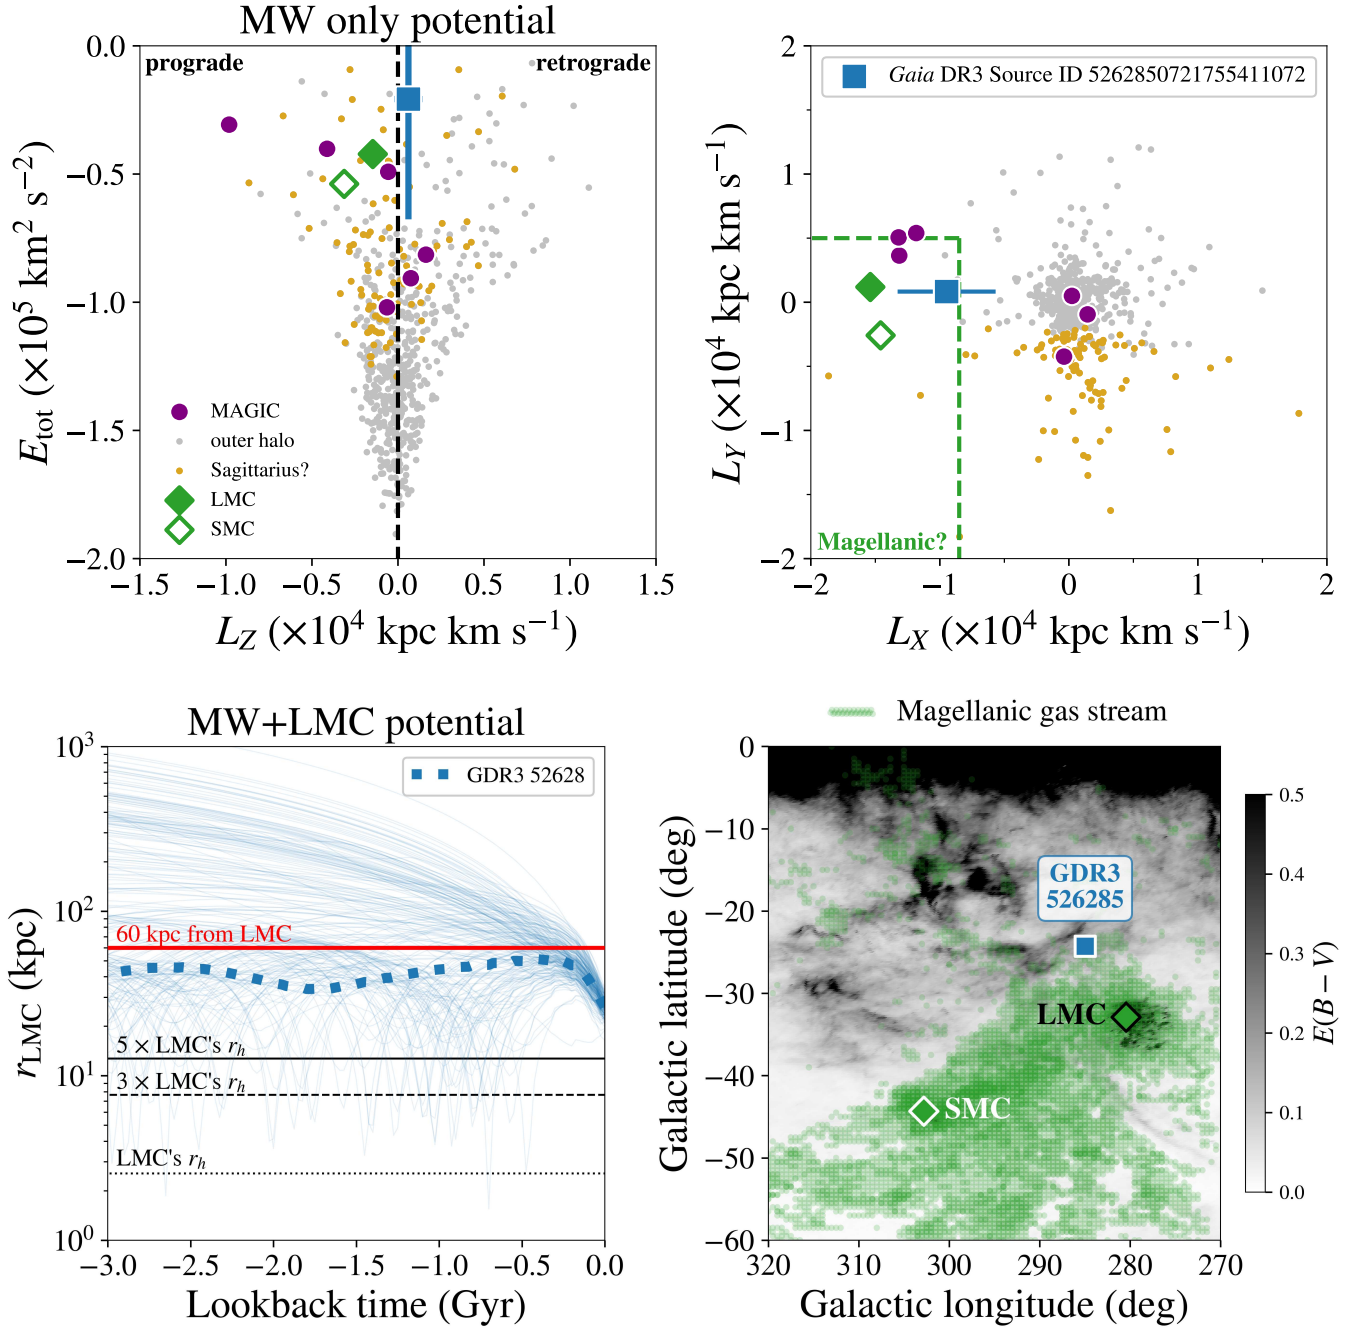 MW only potential
prograde
retrograde
0.0
−0.5
−1.0
−1.5
−2.0
E_tot (×10^5 km^2 s^−2)
MAGIC
outer halo
Sagittarius?
LMC
SMC
−1.5 −1.0 −0.5 0.0 0.5 1.0 1.5
L_Z (×10^4 kpc km s^−1)
Gaia DR3 Source ID 5262850721755411072
2
1
0
−1
−2
L_Y (×10^4 kpc km s^−1)
Magellanic?
−2 −1 0 1 2
L_X (×10^4 kpc km s^−1)
MW+LMC potential
GDR3 52628
10^3
10^2
10^1
10^0
r_LMC (kpc)
60 kpc from LMC
5 × LMC's r_h
3 × LMC's r_h
LMC's r_h
−3.0 −2.5 −2.0 −1.5 −1.0 −0.5 0.0
Lookback time (Gyr)
Magellanic gas stream
0
−10
−20
−30
−40
−50
−60
Galactic latitude (deg)
GDR3
526285
LMC
SMC
320 310 300 290 280 270
Galactic longitude (deg)
0.5
0.4
0.3
0.2
0.1
0.0
E(B − V)